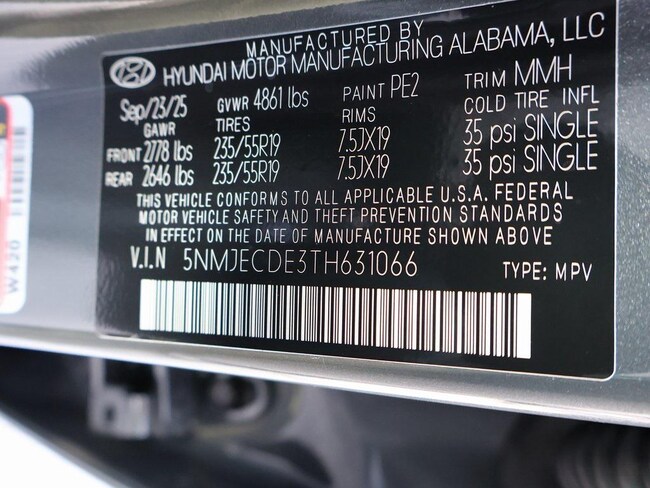 MANUFACTURED BY
HYUNDAI MOTOR MANUFACTURING ALABAMA, LLC
Sep/23/25 GVWR 4861 lbs PAINT PE2 TRIM MMH
GAWR TIRES RIMS COLD TIRE INFL
FRONT 2778 lbs 235/55R19 7.5JX19 35 psi SINGLE
REAR 2646 lbs 235/55R19 7.5JX19 35 psi SINGLE
THIS VEHICLE CONFORMS TO ALL APPLICABLE U.S.A. FEDERAL
MOTOR VEHICLE SAFETY AND THEFT PREVENTION STANDARDS
IN EFFECT ON THE DATE OF MANUFACTURE SHOWN ABOVE
V.I.N 5NMJECDE3TH631066 TYPE: MPV
W420